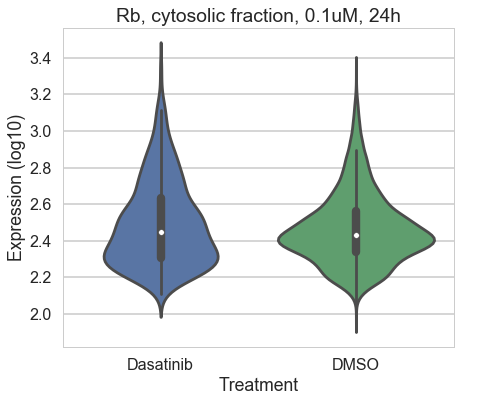 Rb, cytosolic fraction, 0.1uM, 24h
Expression (log10)
3.4
3.2
3.0
2.8
2.6
2.4
2.2
2.0
Dasatinib DMSO
Treatment